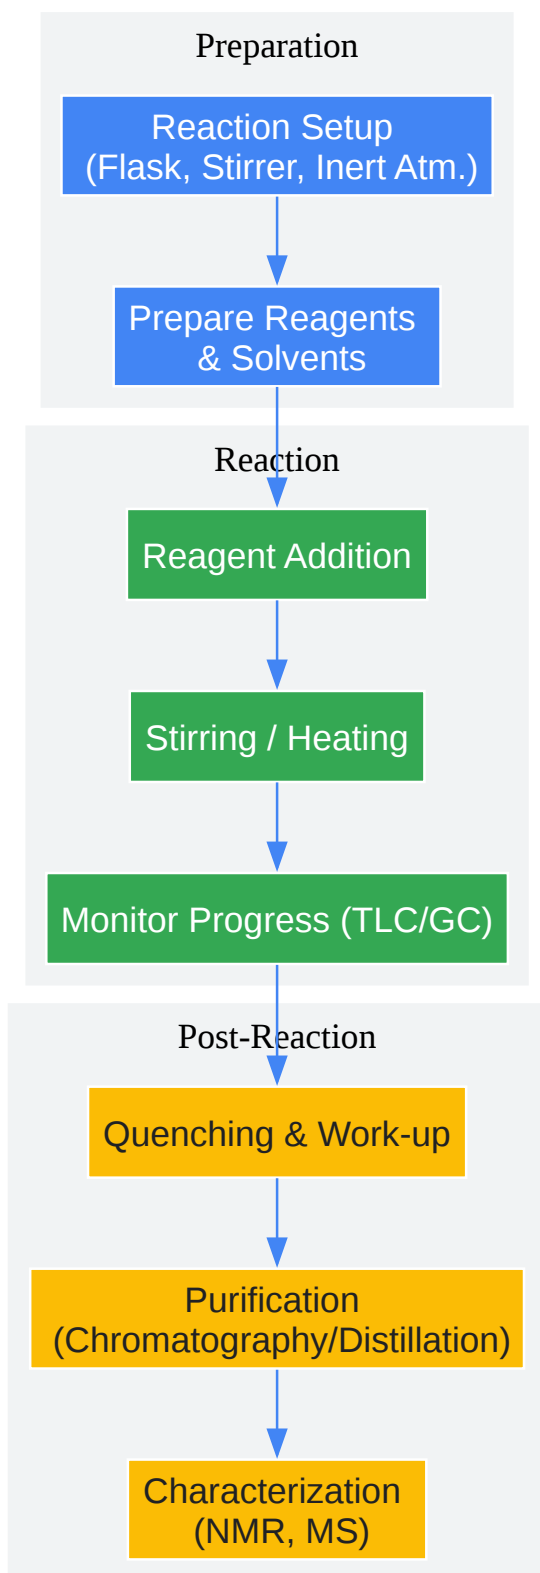 Preparation
Reaction Setup
(Flask, Stirrer, Inert Atm.)
Prepare Reagents
& Solvents
Reaction
Reagent Addition
Stirring / Heating
Monitor Progress (TLC/GC)
Post-Reaction
Quenching & Work-up
Purification
(Chromatography/Distillation)
Characterization
(NMR, MS)